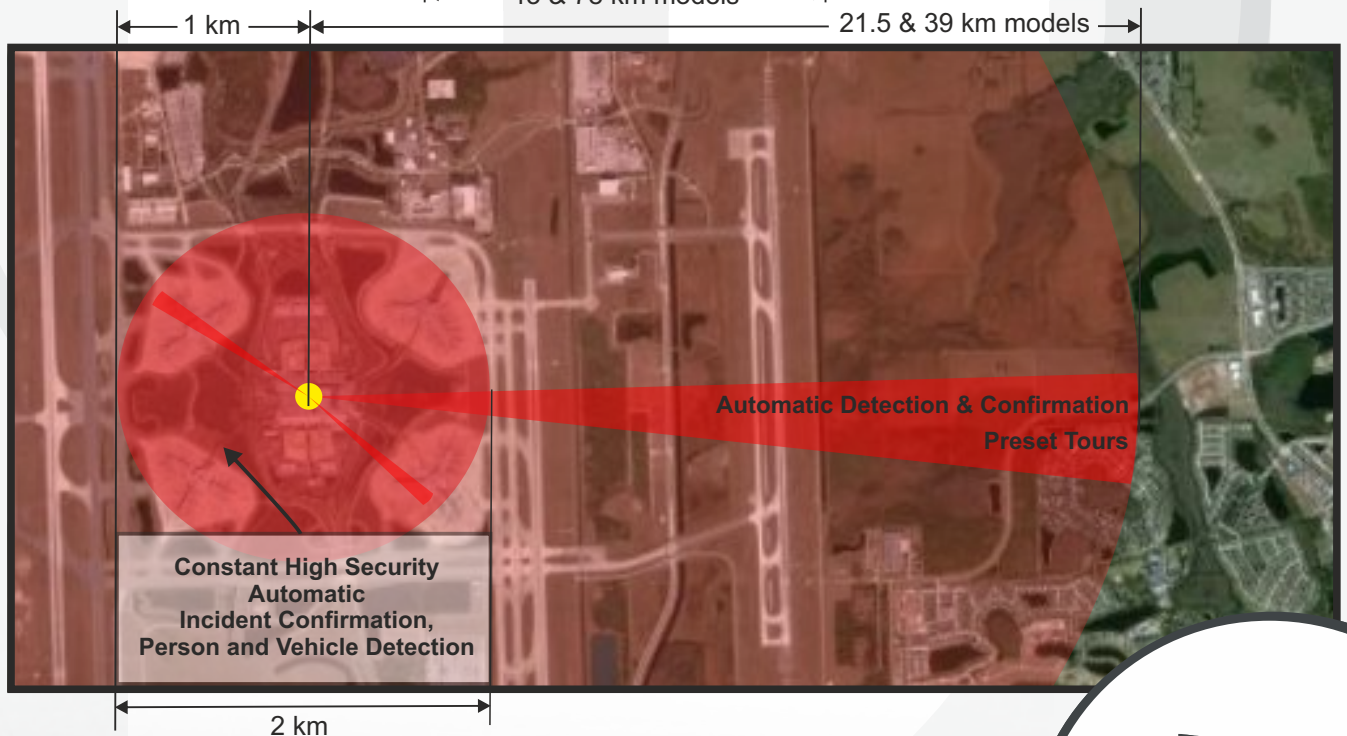 1 km
21.5 & 39 km models
Automatic Detection & Confirmation
Preset Tours
Constant High Security
Automatic
Incident Confirmation,
Person and Vehicle Detection
2 km